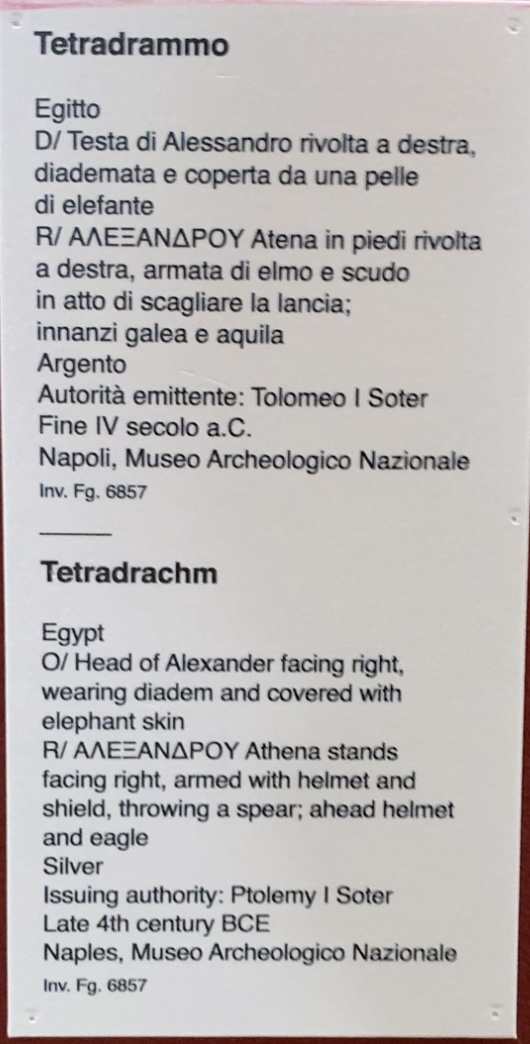 Tetradrammo
Egitto
D/ Testa di Alessandro rivolta a destra,
diademata e coperta da una pelle
di elefante
R/ ΑΛΕΞΑΝΔΡΟΥ Atena in piedi rivolta
a destra, armata di elmo e scudo
in atto di scagliare la lancia;
innanzi galea e aquila
Argento
Autorità emittente: Tolomeo I Soter
Fine IV secolo a.C.
Napoli, Museo Archeologico Nazionale
Inv. Fg. 6857
Tetradrachm
Egypt
O/ Head of Alexander facing right,
wearing diadem and covered with
elephant skin
R/ ΑΛΕΞΑΝΔΡΟΥ Athena stands
facing right, armed with helmet and
shield, throwing a spear; ahead helmet
and eagle
Silver
Issuing authority: Ptolemy I Soter
Late 4th century BCE
Naples, Museo Archeologico Nazionale
Inv. Fg. 6857